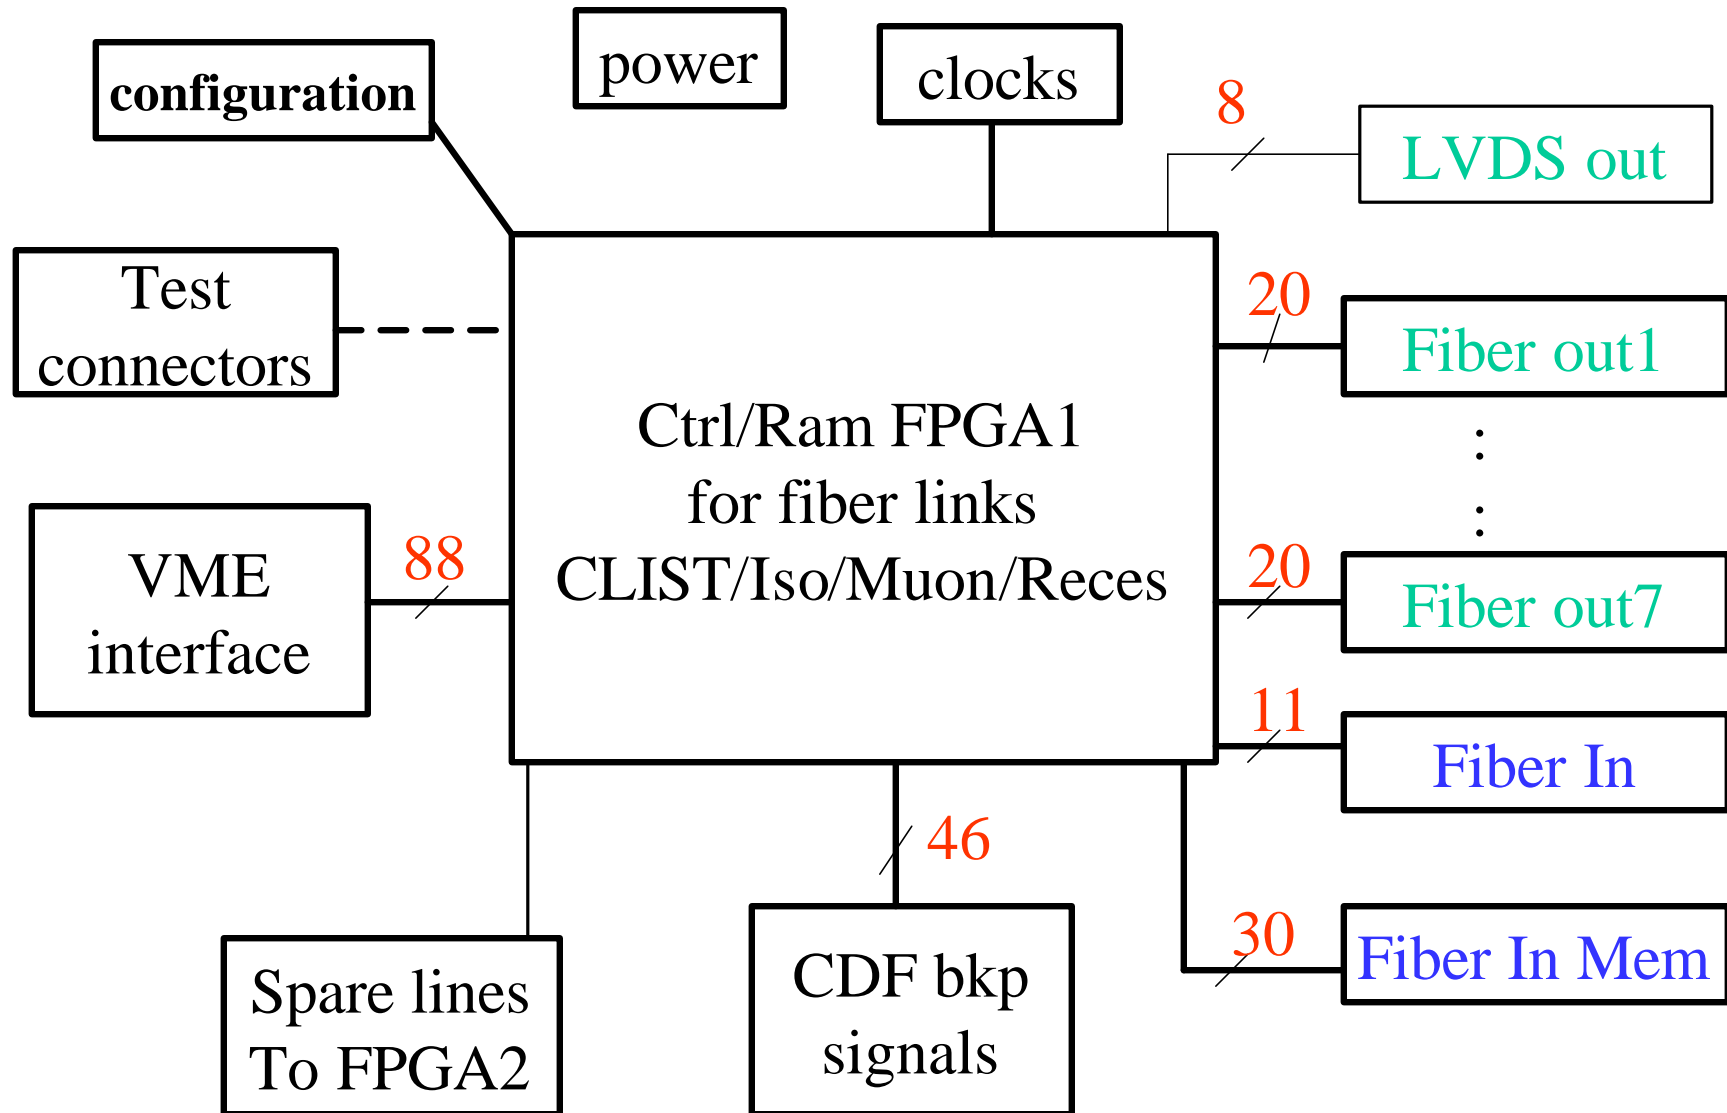 power
clocks
configuration
8
LVDS out
Test
connectors
20
Fiber out1
Ctrl/Ram FPGA1
for fiber links
CLIST/Iso/Muon/Reces
:
:
VME
interface
88
20
Fiber out7
11
Fiber In
46
30
Fiber In Mem
Spare lines
To FPGA2
CDF bkp
signals